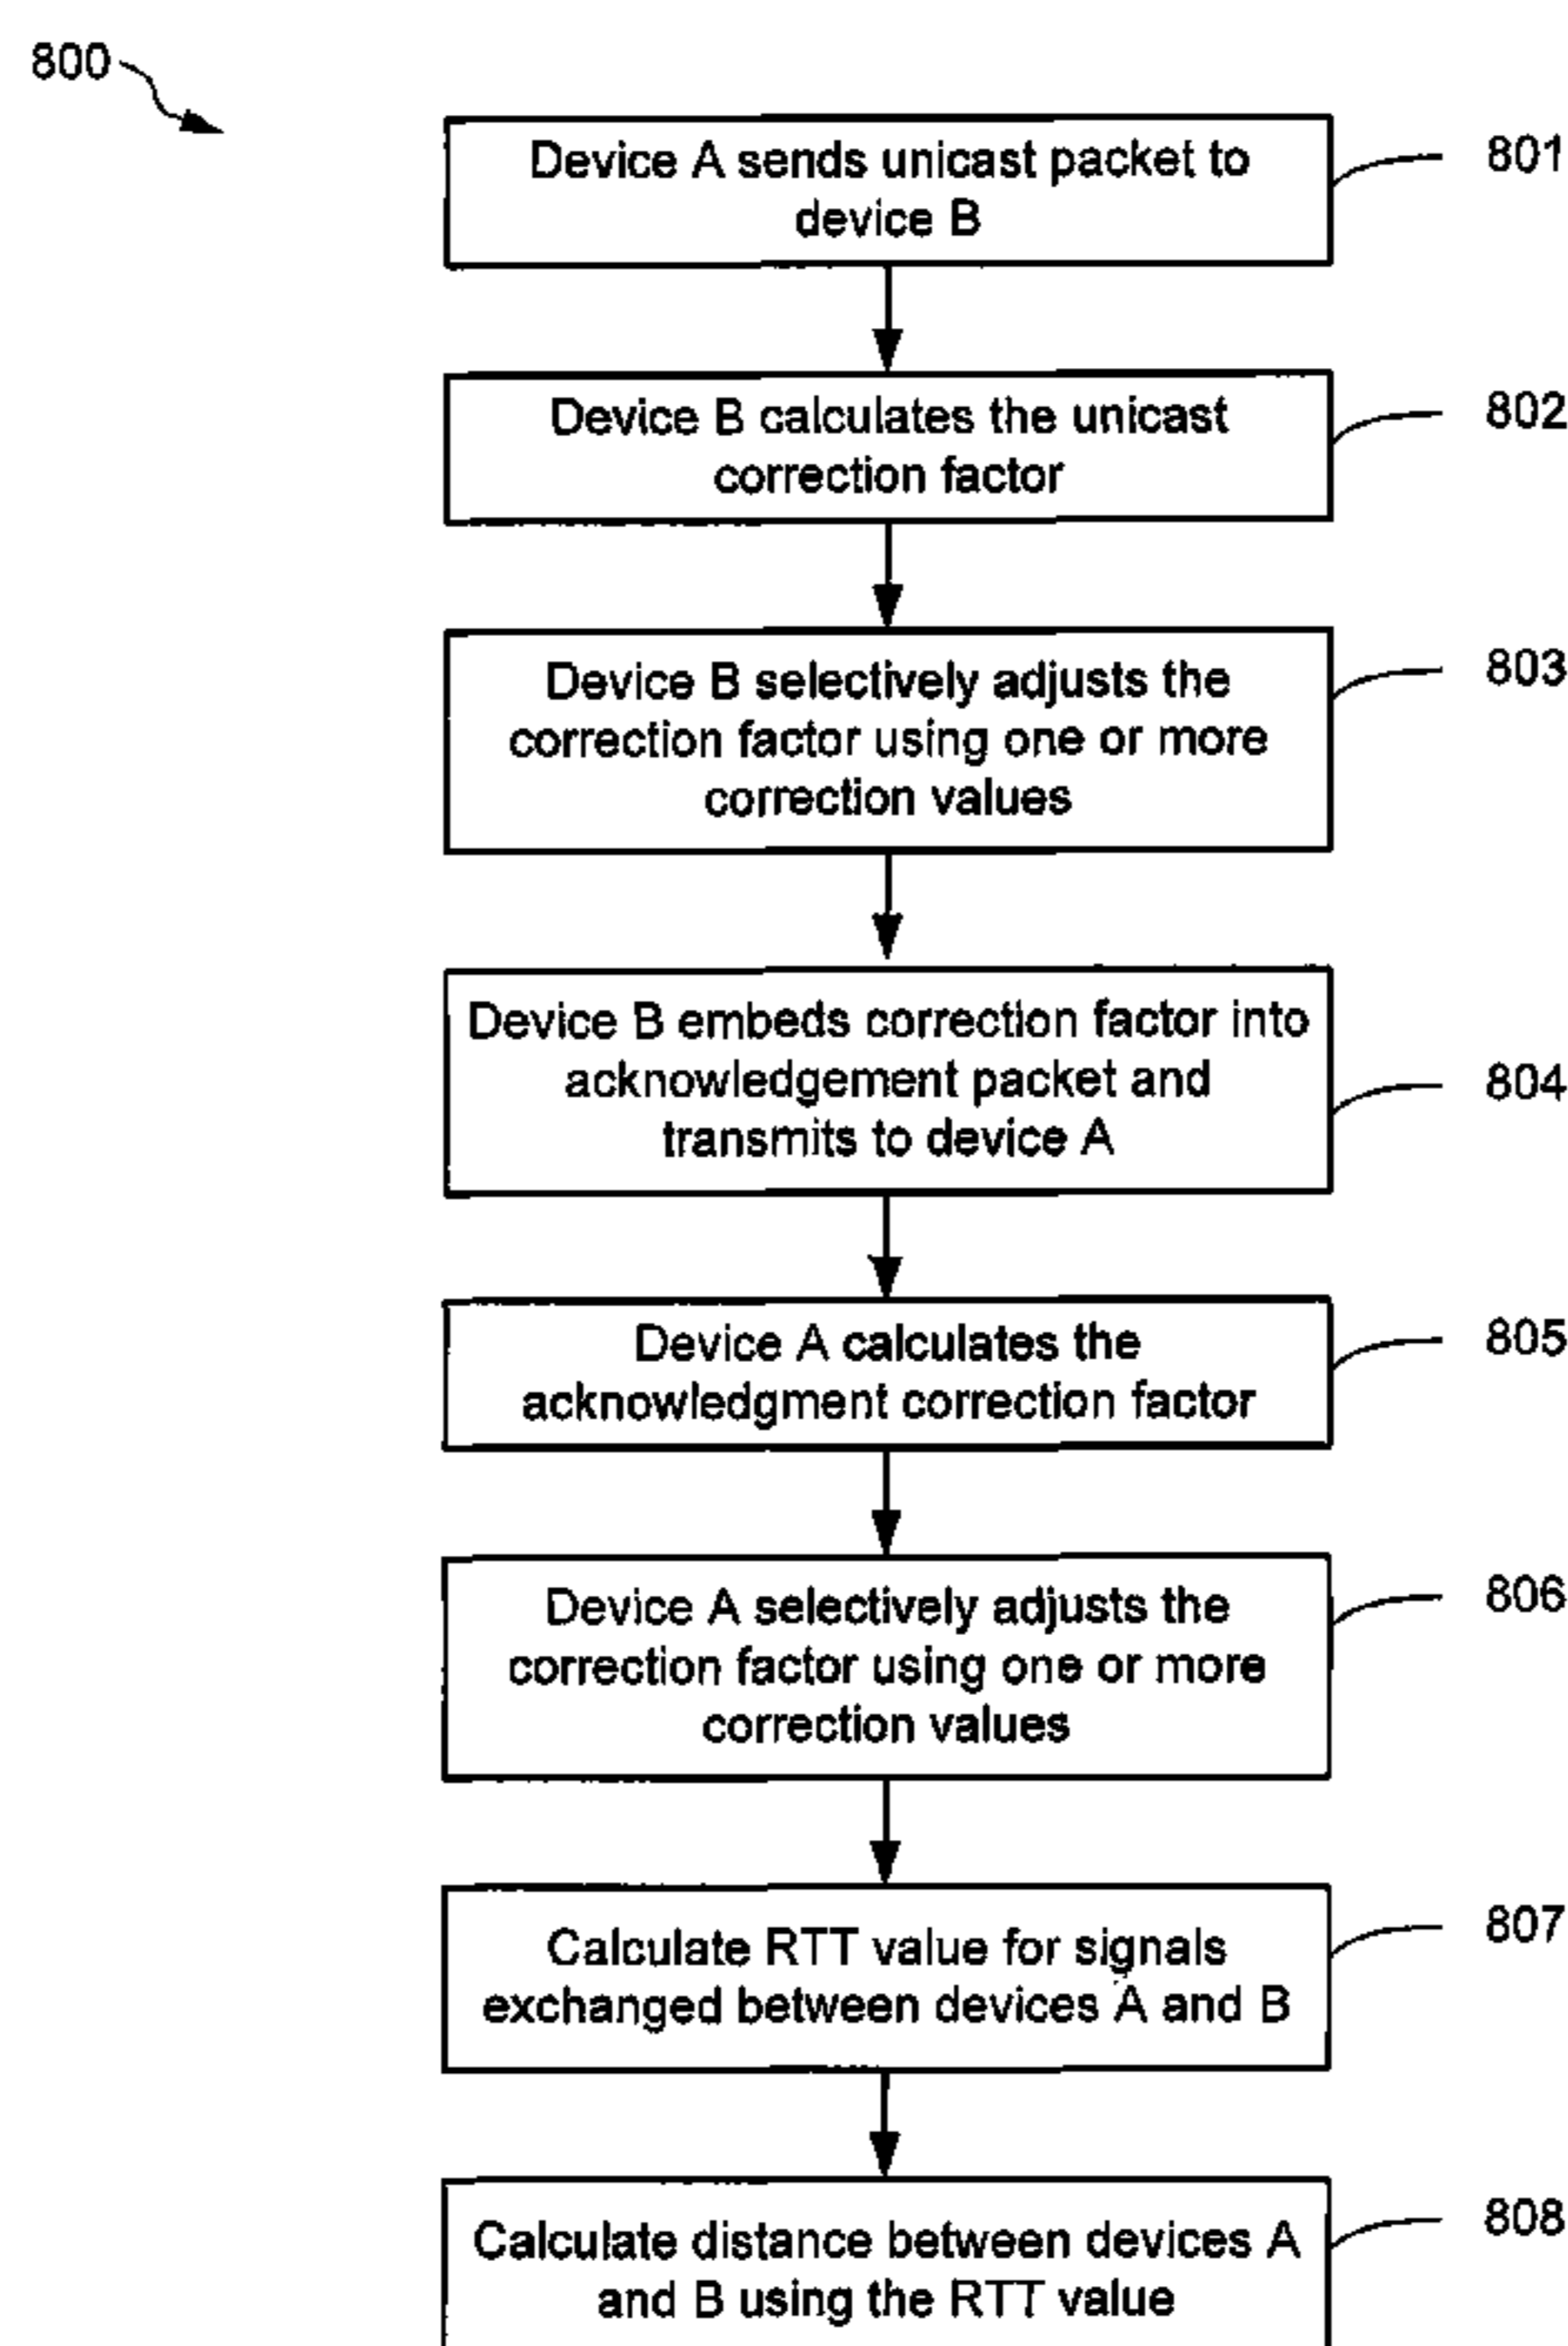 800
Device A sends unicast packet to
device B
801
Device B calculates the unicast
correction factor
802
Device B selectively adjusts the
correction factor using one or more
correction values
803
Device B embeds correction factor into
acknowledgement packet and
transmits to device A
804
Device A calculates the
acknowledgment correction factor
805
Device A selectively adjusts the
correction factor using one or more
correction values
806
Calculate RTT value for signals
exchanged between devices A and B
807
Calculate distance between devices A
and B using the RTT value
808